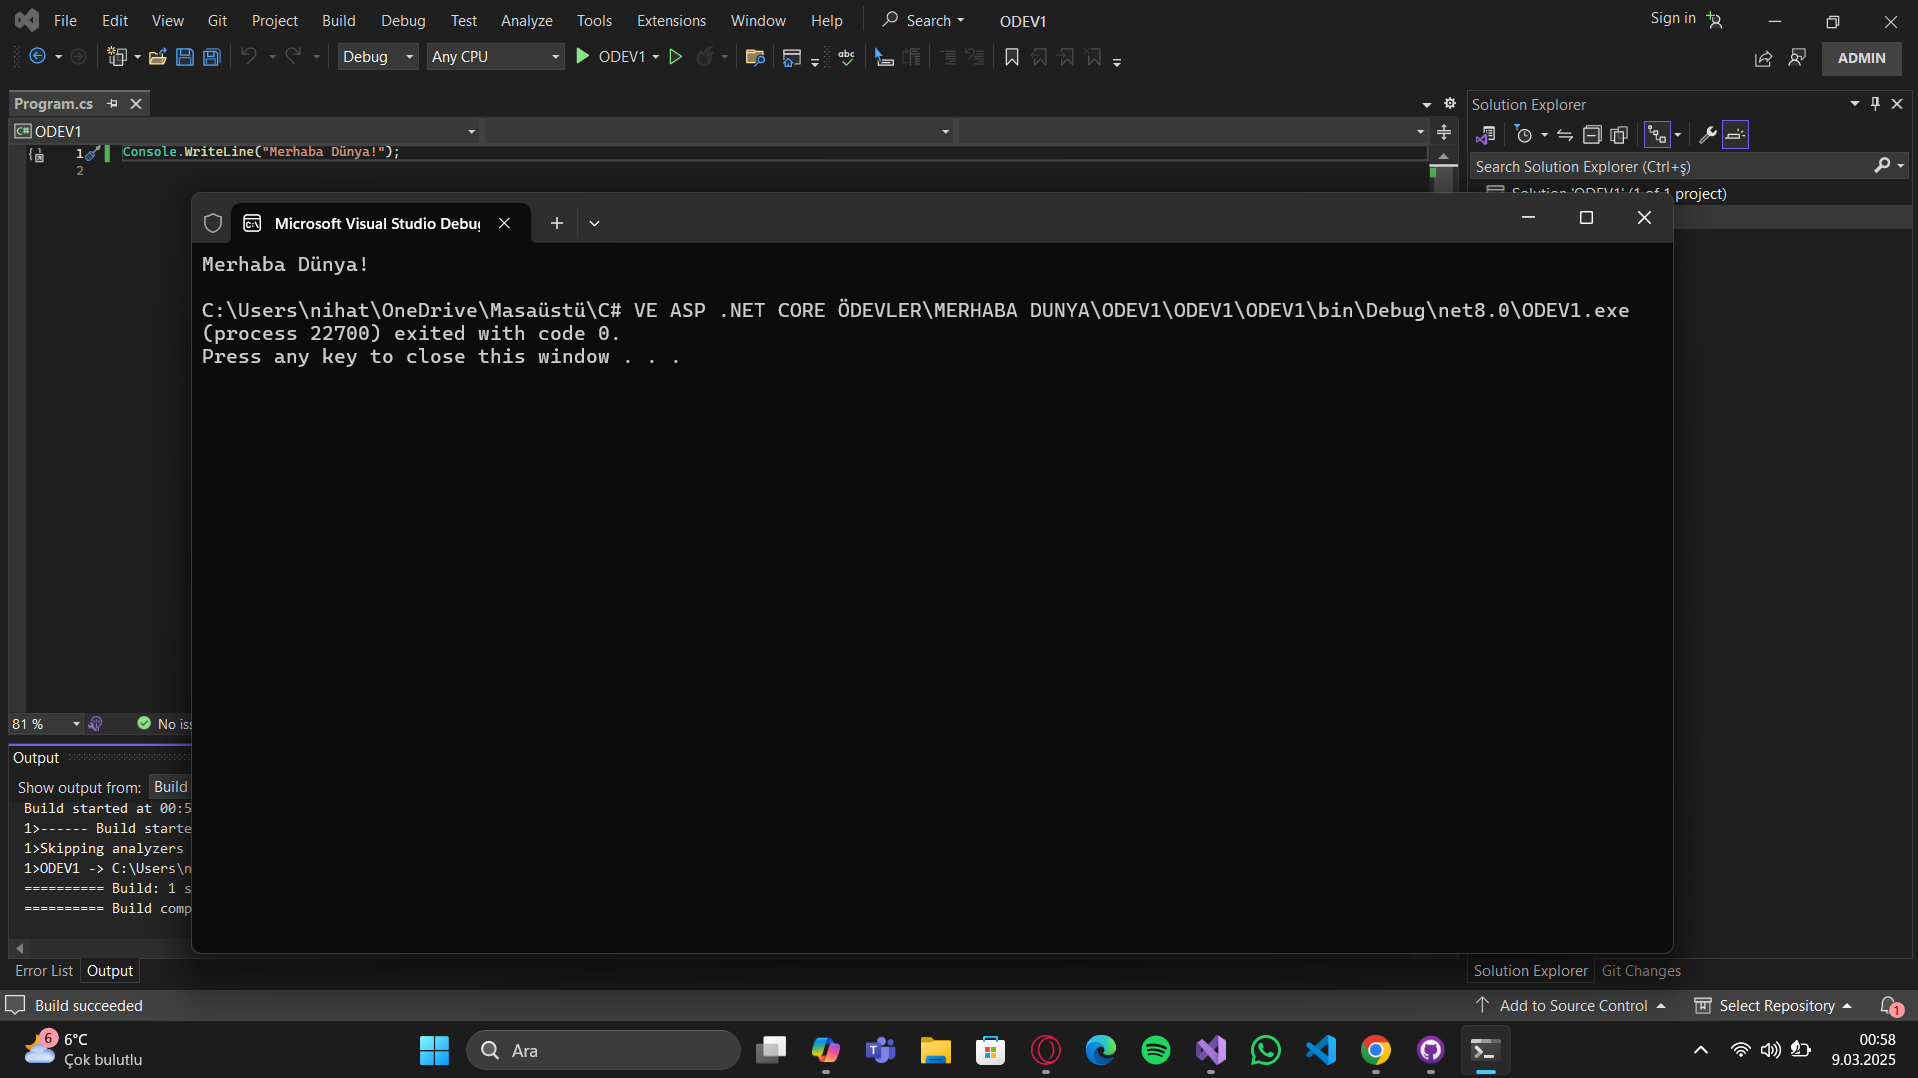 File Edit View Git Project Build Debug Test Analyze Tools Extensions Window Help Search ODEV1 Sign in
Debug Any CPU ODEV1 ADMIN
Program.cs
C# ODEV1
1 Console.WriteLine("Merhaba Dünya!");
2
Solution Explorer
Search Solution Explorer (Ctrl+ş)
Solution 'ODEV1' (1 of 1 project)
Microsoft Visual Studio Debug
Merhaba Dünya!
C:\Users\nihat\OneDrive\Masaüstü\C# VE ASP .NET CORE ÖDEVLER\MERHABA DUNYA\ODEV1\ODEV1\ODEV1\bin\Debug\net8.0\ODEV1.exe
(process 22700) exited with code 0.
Press any key to close this window . . .
81 % No iss
Output
Show output from: Build
Build started at 00:5
1>------ Build starte
1>Skipping analyzers
1>ODEV1 -> C:\Users\n
========== Build: 1 s
========== Build comp
Error List Output
Solution Explorer Git Changes
Build succeeded
Add to Source Control Select Repository 1
6 6°C
Çok bulutlu
Ara
00:58
9.03.2025